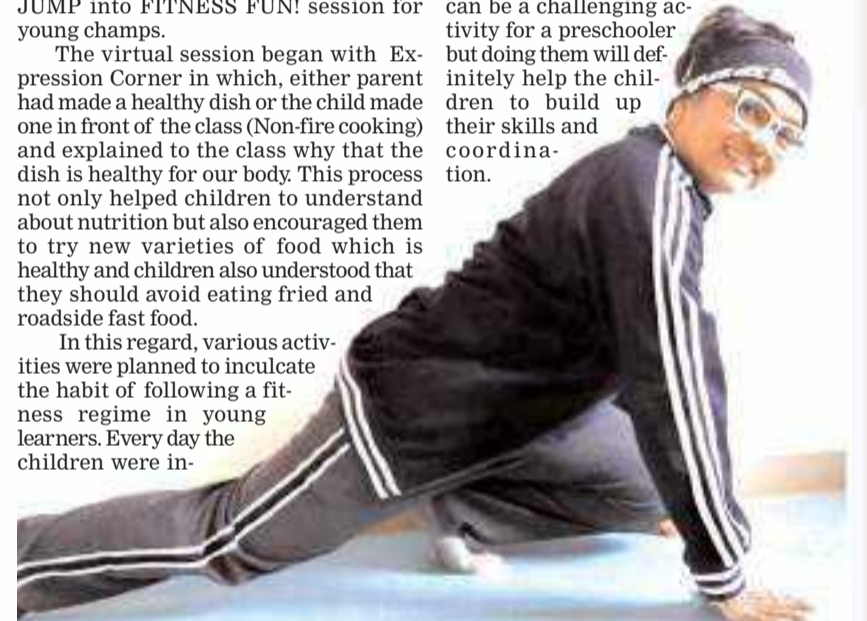 JUMP into FITNESS FUN! session for
young champs.
The virtual session began with Ex-
pression Corner in which, either parent
had made a healthy dish or the child made
one in front of the class (Non-fire cooking)
and explained to the class why that the
dish is healthy for our body. This process
not only helped children to understand
about nutrition but also encouraged them
to try new varieties of food which is
healthy and children also understood that
they should avoid eating fried and
roadside fast food.
In this regard, various activ-
ities were planned to inculcate
the habit of following a fit-
ness regime in young
learners. Every day the
children were in-
can be a challenging ac-
tivity for a preschooler
but doing them will def-
initely help the chil-
dren to build up
their skills and
coordina-
tion.